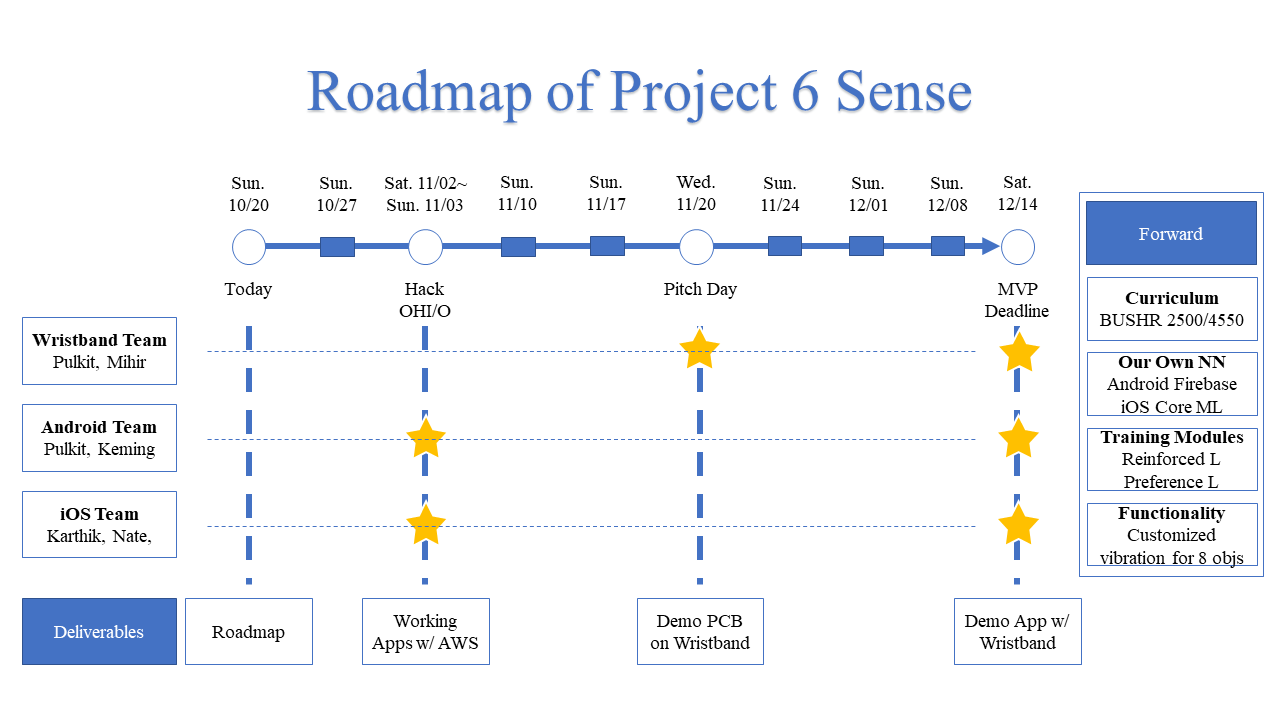 Roadmap of Project 6 Sense
Sun.
10/20
Sun.
10/27
Sat. 11/02~
Sun. 11/03
Sun.
11/10
Sun.
11/17
Wed.
11/20
Sun.
11/24
Sun.
12/01
Sun.
12/08
Sat.
12/14
Today
Hack
OHI/O
Pitch Day
MVP
Deadline
Wristband Team
Pulkit, Mihir
Android Team
Pulkit, Keming
iOS Team
Karthik, Nate,
Deliverables
Roadmap
Working
Apps w/ AWS
Demo PCB
on Wristband
Demo App w/
Wristband
Forward
Curriculum
BUSHR 2500/4550
Our Own NN
Android Firebase
iOS Core ML
Training Modules
Reinforced L
Preference L
Functionality
Customized
vibration for 8 objs